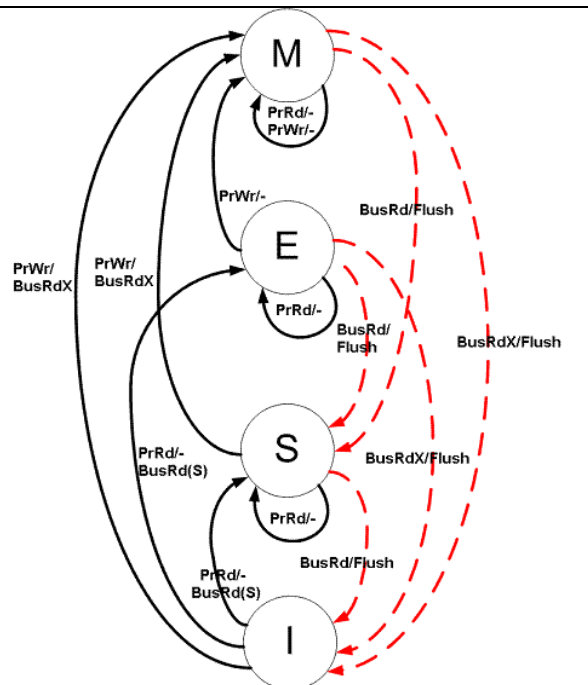 M
PrRd/-
PrWr/-
BusRd/Flush
PrWr/-
E
PrWr/
BusRdX
PrWr/
BusRdX
PrRd/-
BusRd/
Flush
BusRdX/Flush
PrRd/-
BusRd(S)
S
BusRdX/Flush
PrRd/-
BusRd/Flush
PrRd/-
BusRd(S)
I